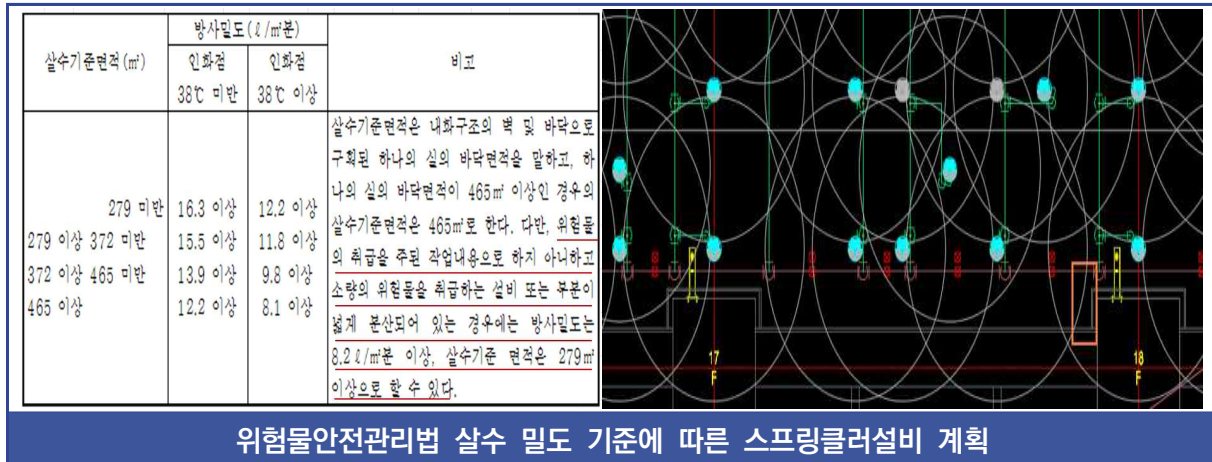 살수기준면적(㎡)
방사밀도(ℓ/㎡분)
비고
인화점
38℃ 미반
인화점
38℃ 이상
279 미반 16.3 이상 12.2 이상
279 이상 372 미반 15.5 이상 11.8 이상
372 이상 465 미반 13.9 이상 9.8 이상
465 이상 12.2 이상 8.1 이상
살수기준면적은 내화구조의 벽 및 바닥으로
구획된 하나의 실의 바닥면적을 말하고, 하
나의 실의 바닥면적이 465㎡ 이상인 경우의
살수기준면적은 465㎡로 한다. 다반, 위험물
의 취급을 주된 작업내용으로 하지 아니하고
소량의 위험물을 취급하는 설비 또는 부분이
넓게 분산되어 있는 경우에는 방사밀도는
8.2ℓ/㎡분 이상, 살수기준 면적은 279㎡
이상으로 할 수 있다.
17
F
18
F
위험물안전관리법 살수 밀도 기준에 따른 스프링클러설비 계획